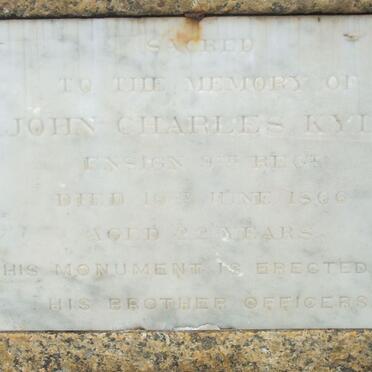 SACRED
TO THE MEMORY OF
JOHN CHARLES KYL
ENSIGN 9TH REGT
DIED 10TH JUNE 1866
AGED 22 YEARS
HIS MONUMENT IS ERECTED
HIS BROTHER OFFICERS